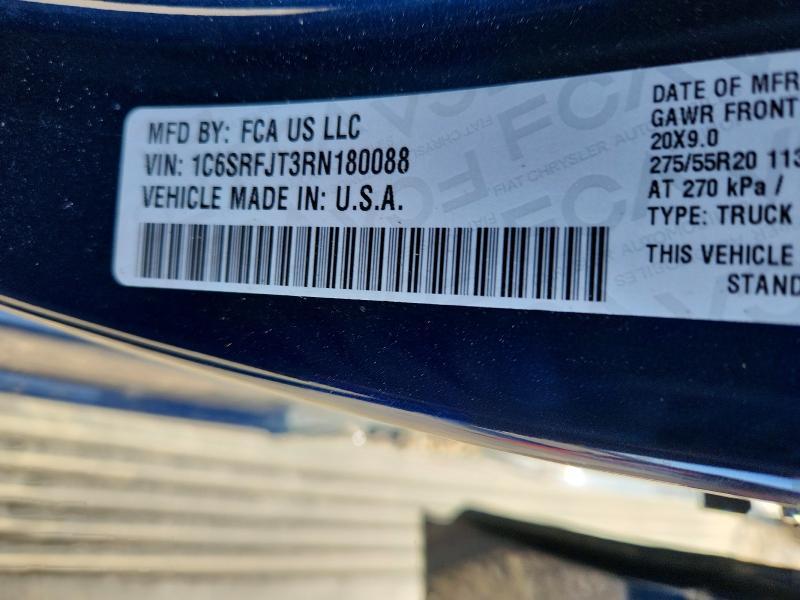 MFD BY: FCA US LLC
VIN: 1C6SRFJT3RN180088
VEHICLE MADE IN: U.S.A.
DATE OF MFR
GAWR FRONT
20X9.0
275/55R20 113
AT 270 kPa /
TYPE: TRUCK
THIS VEHICLE
STAND